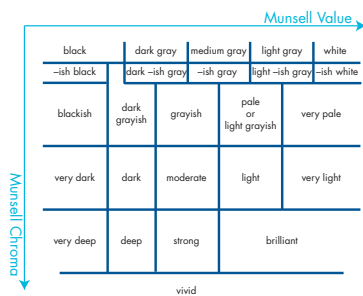 Munsell Value
black dark gray medium gray light gray white
–ish black dark –ish gray –ish gray light –ish gray –ish white
blackish dark grayish grayish pale or light grayish very pale
very dark dark moderate light very light
very deep deep strong brilliant
vivid
Munsell Chroma